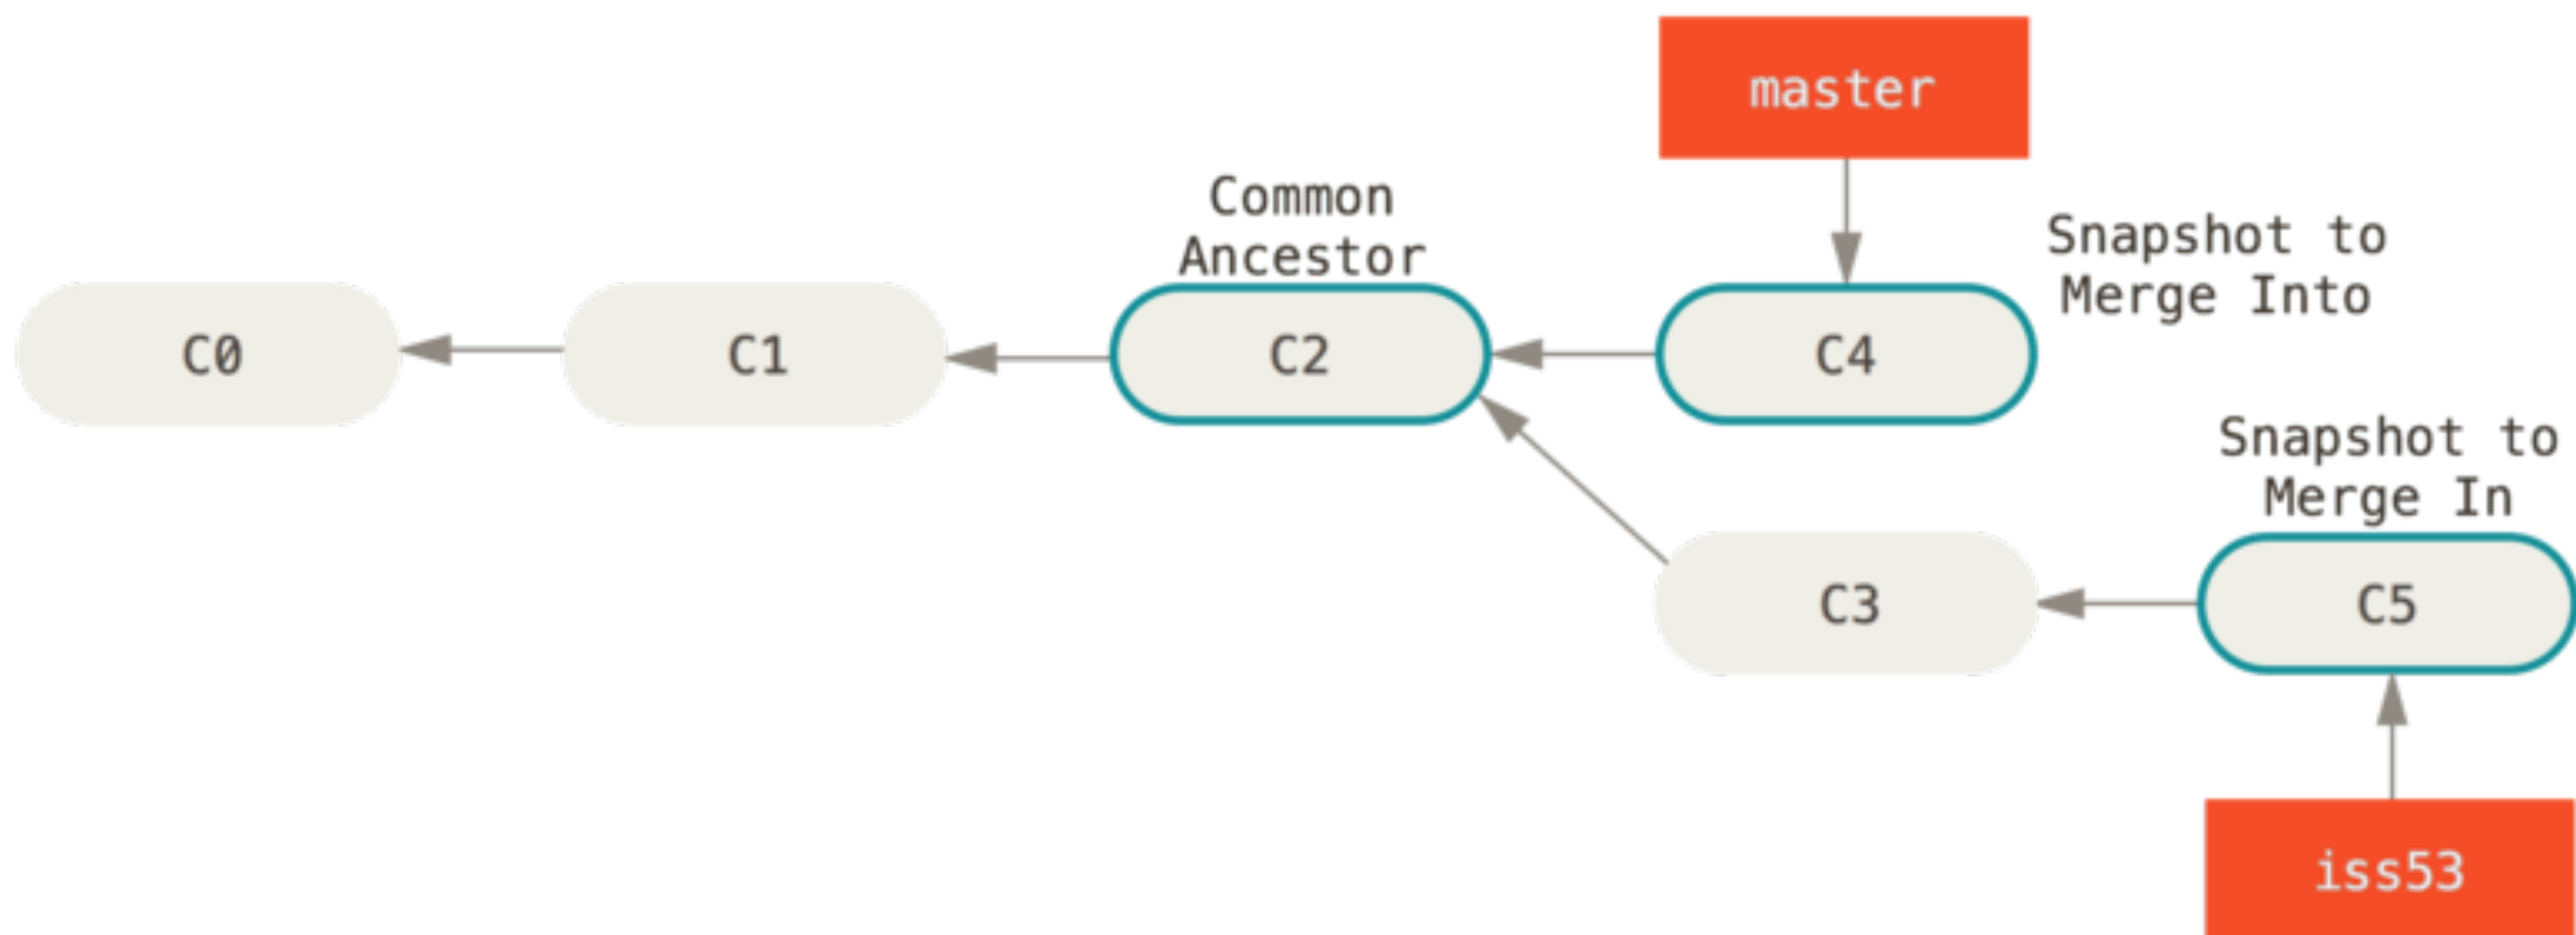 master
Common
Ancestor
Snapshot to
Merge Into
C0
C1
C2
C4
Snapshot to
Merge In
C3
C5
iss53